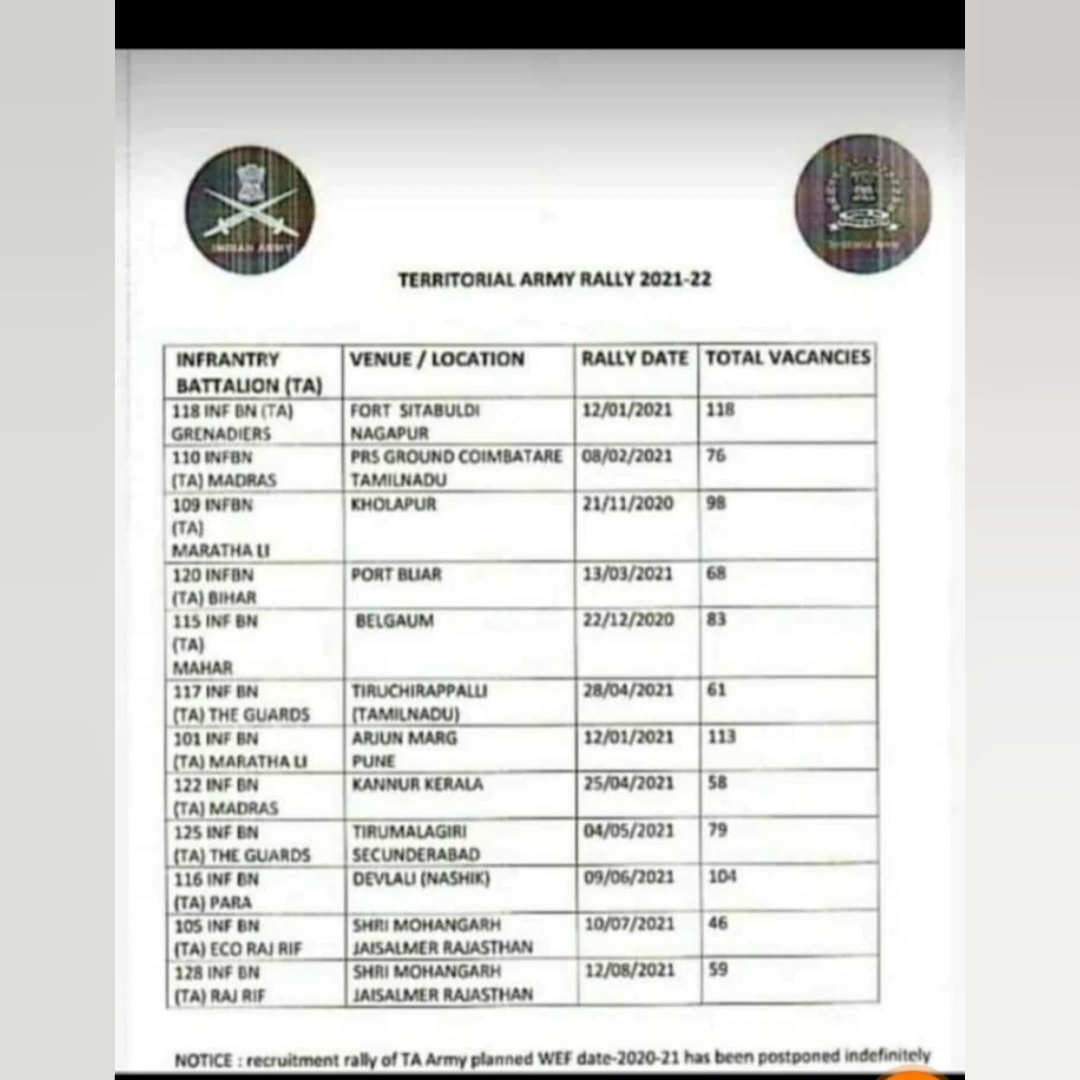 INDIAN ARMY
Territorial Army
TERRITORIAL ARMY RALLY 2021-22
INFRANTRY BATTALION (TA) VENUE / LOCATION RALLY DATE TOTAL VACANCIES
118 INF BN (TA) GRENADIERS FORT SITABULDI NAGAPUR 12/01/2021 118
110 INFBN (TA) MADRAS PRS GROUND COIMBATARE TAMILNADU 08/02/2021 76
109 INFBN (TA) MARATHA LI KHOLAPUR 21/11/2020 98
120 INFBN (TA) BIHAR PORT BLIAR 13/03/2021 68
115 INF BN (TA) MAHAR BELGAUM 22/12/2020 83
117 INF BN (TA) THE GUARDS TIRUCHIRAPPALLI (TAMILNADU) 28/04/2021 61
101 INF BN (TA) MARATHA LI ARJUN MARG PUNE 12/01/2021 113
122 INF BN (TA) MADRAS KANNUR KERALA 25/04/2021 58
125 INF BN (TA) THE GUARDS TIRUMALAGIRI SECUNDERABAD 04/05/2021 79
116 INF BN (TA) PARA DEVLALI (NASHIK) 09/06/2021 104
105 INF BN (TA) ECO RAJ RIF SHRI MOHANGARH JAISALMER RAJASTHAN 10/07/2021 46
128 INF BN (TA) RAJ RIF SHRI MOHANGARH JAISALMER RAJASTHAN 12/08/2021 59
NOTICE : recruitment rally of TA Army planned WEF date-2020-21 has been postponed indefinitely